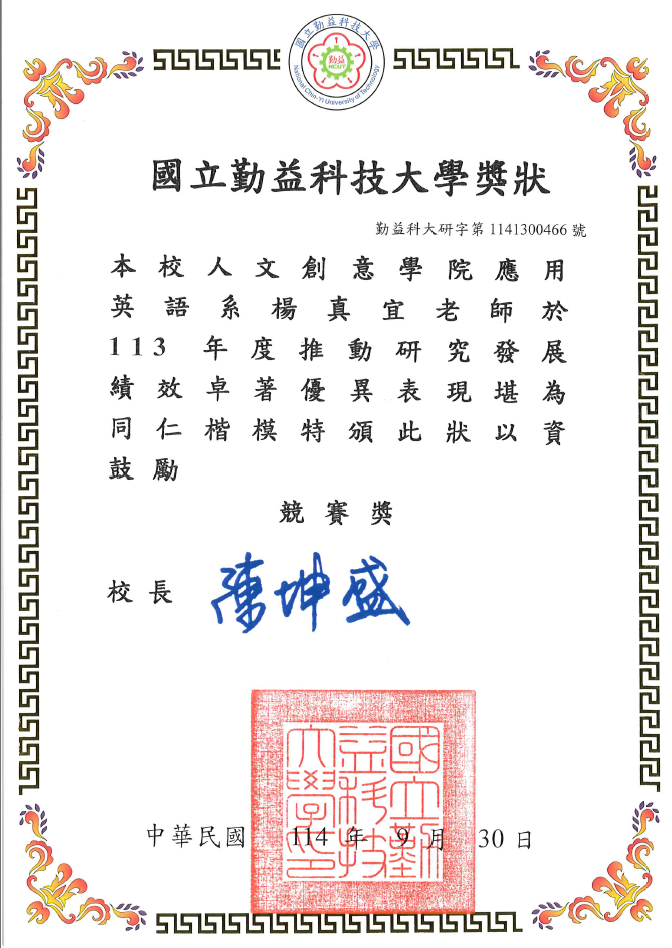 國立勤益科技大學
勤益
NCUT
National Chin-Yi University of Technology
國立勤益科技大學獎狀
勤益科大研字第 1141300466 號
本校人文創意學院應用
英語系楊真宜老師於
113 年度推動研究發展
績效卓著優異表現堪為
同仁楷模特頒此狀以資
鼓勵
競賽獎
校長 陳坤盛
國立勤益科技大學印
中華民國 114 年 9 月 30 日